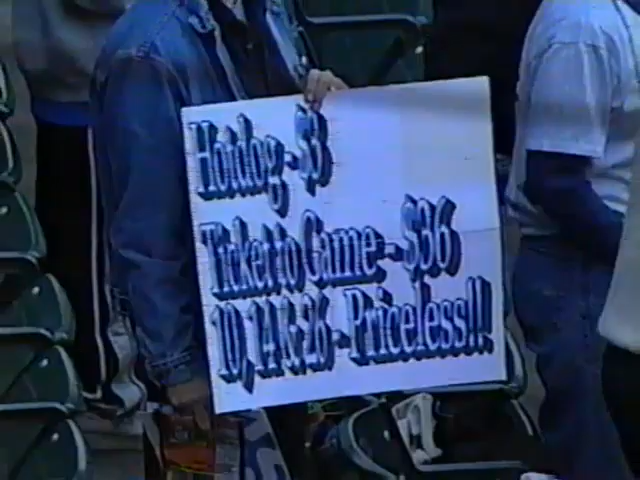 Hotdog - $3
Ticket to Game - $36
10, 14 & 26 - Priceless!!